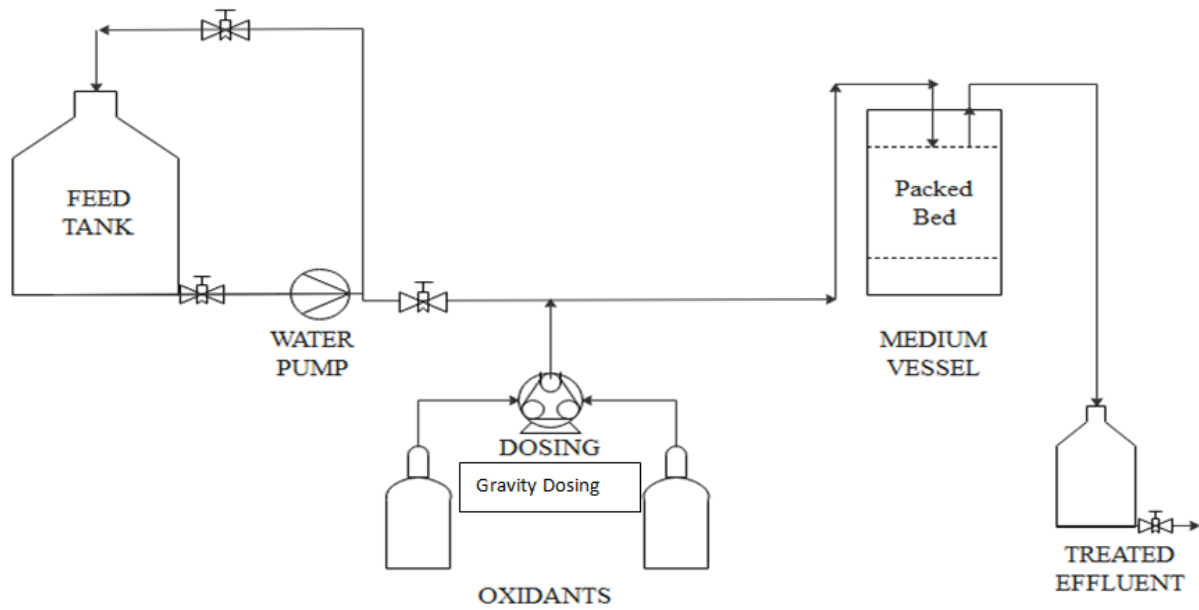 FEED
TANK
WATER
PUMP
DOSING
Gravity Dosing
OXIDANTS
Packed
Bed
MEDIUM
VESSEL
TREATED
EFFLUENT